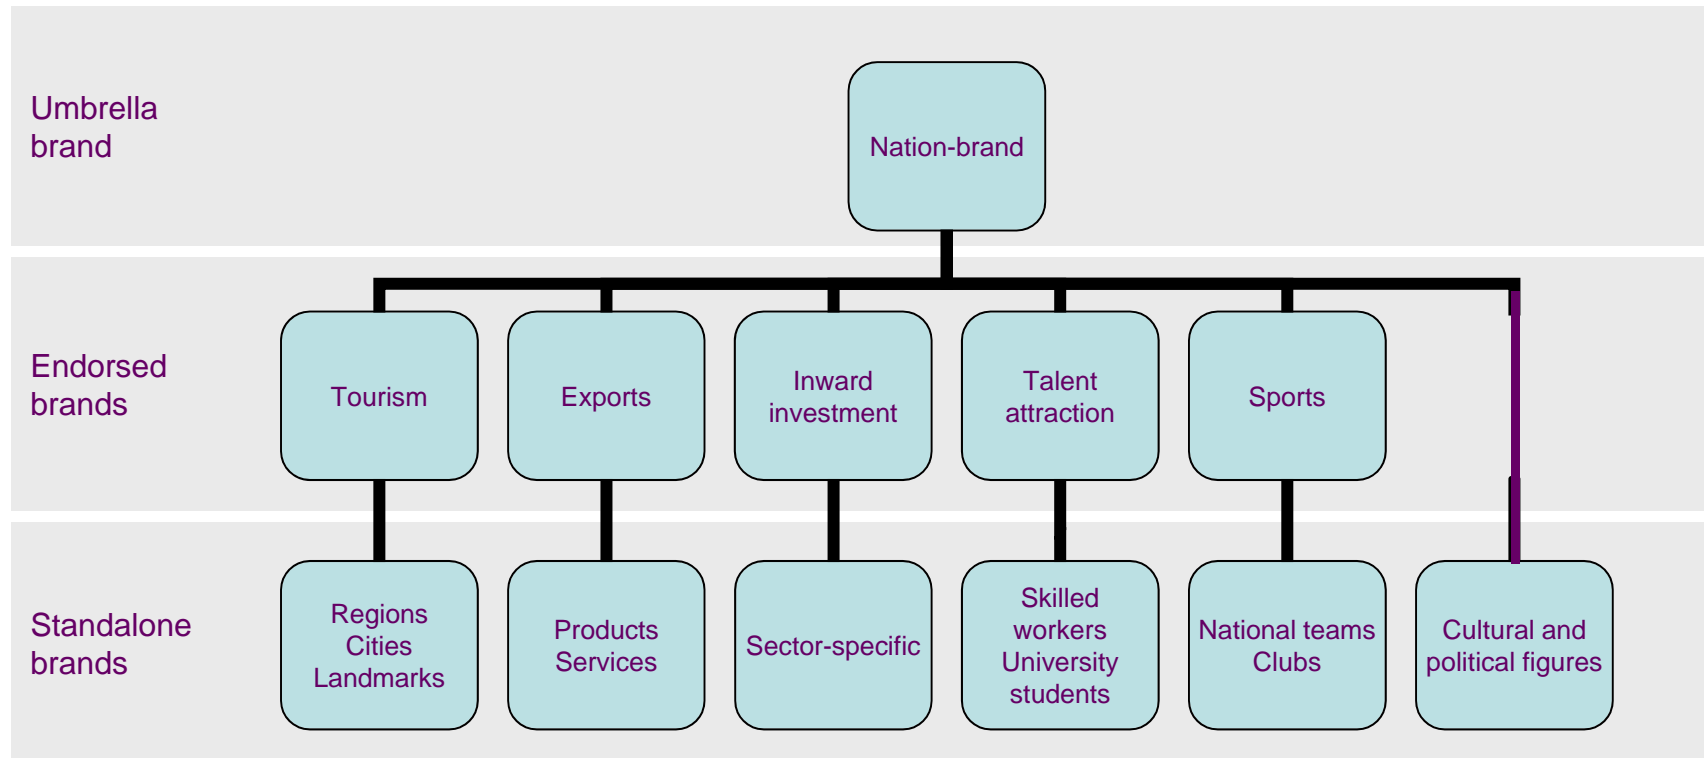 Umbrella
brand
Nation-brand
Endorsed
brands
Tourism
Exports
Inward
investment
Talent
attraction
Sports
Standalone
brands
Regions
Cities
Landmarks
Products
Services
Sector-specific
Skilled
workers
University
students
National teams
Clubs
Cultural and
political figures